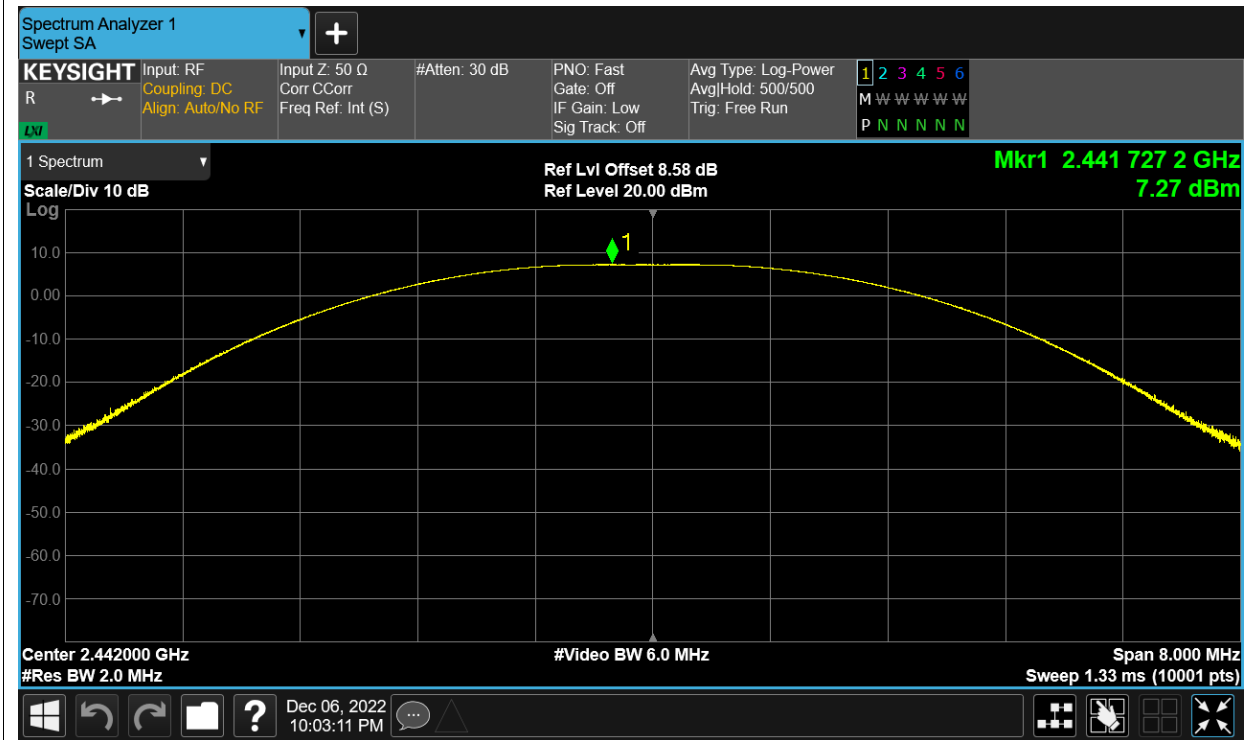 Spectrum Analyzer 1
Swept SA
KEYSIGHT
R
LXI
Input: RF
Coupling: DC
Align: Auto/No RF
Input Z: 50 Ω
Corr CCorr
Freq Ref: Int (S)
#Atten: 30 dB
PNO: Fast
Gate: Off
IF Gain: Low
Sig Track: Off
Avg Type: Log-Power
Avg|Hold: 500/500
Trig: Free Run
1 2 3 4 5 6
M W W W W W
P N N N N N
1 Spectrum
Scale/Div 10 dB
Log
Ref Lvl Offset 8.58 dB
Ref Level 20.00 dBm
Mkr1 2.441 727 2 GHz
7.27 dBm
1
10.0
0.00
-10.0
-20.0
-30.0
-40.0
-50.0
-60.0
-70.0
Center 2.442000 GHz
#Res BW 2.0 MHz
#Video BW 6.0 MHz
Span 8.000 MHz
Sweep 1.33 ms (10001 pts)
?
Dec 06, 2022
10:03:11 PM